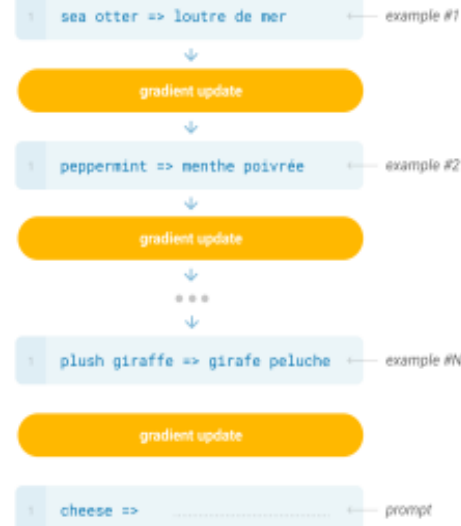 1 sea otter => loutre de mer example #1
gradient update
1 peppermint => menthe poivrée example #2
gradient update
1 plush giraffe => girafe peluche example #N
gradient update
1 cheese => prompt